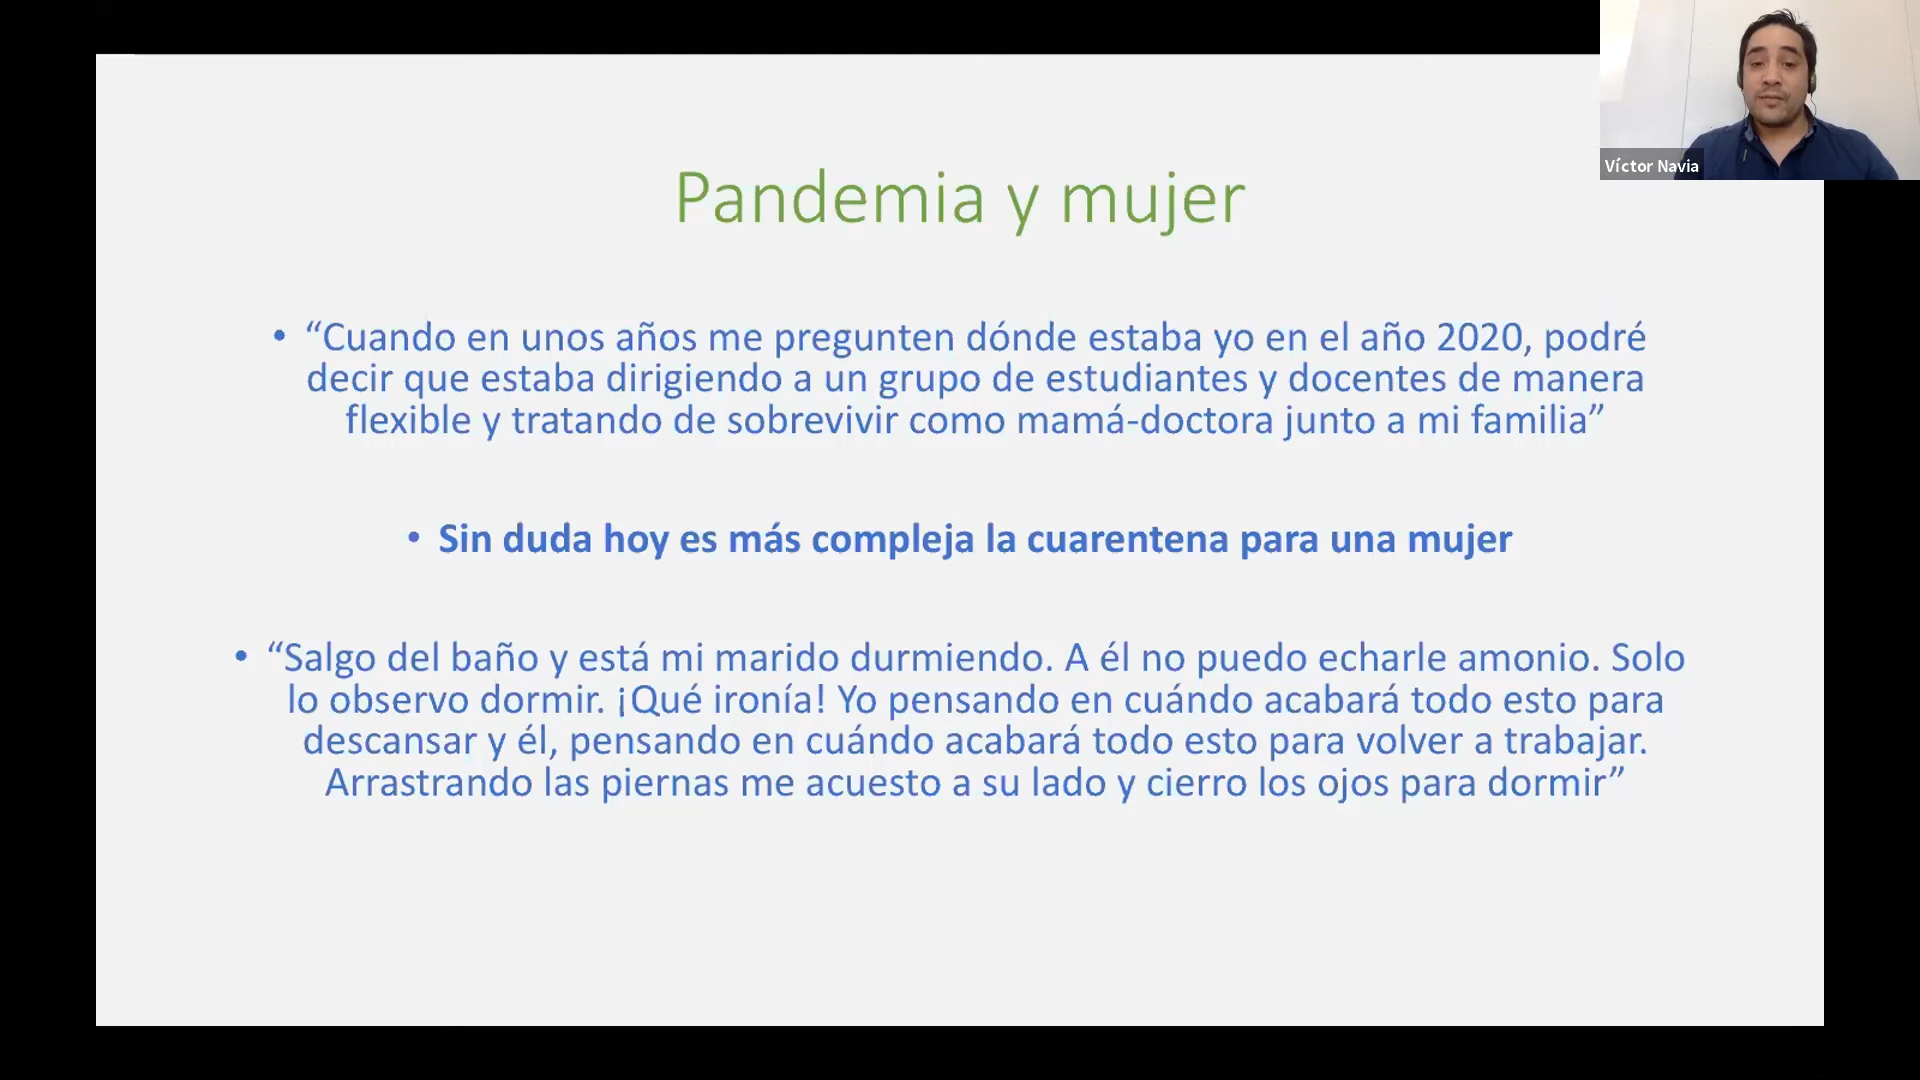 Víctor Navia
Pandemia y mujer
• “Cuando en unos años me pregunten dónde estaba yo en el año 2020, podré
decir que estaba dirigiendo a un grupo de estudiantes y docentes de manera
flexible y tratando de sobrevivir como mamá-doctora junto a mi familia”
• Sin duda hoy es más compleja la cuarentena para una mujer
• “Salgo del baño y está mi marido durmiendo. A él no puedo echarle amonio. Solo
lo observo dormir. ¡Qué ironía! Yo pensando en cuándo acabará todo esto para
descansar y él, pensando en cuándo acabará todo esto para volver a trabajar.
Arrastrando las piernas me acuesto a su lado y cierro los ojos para dormir”